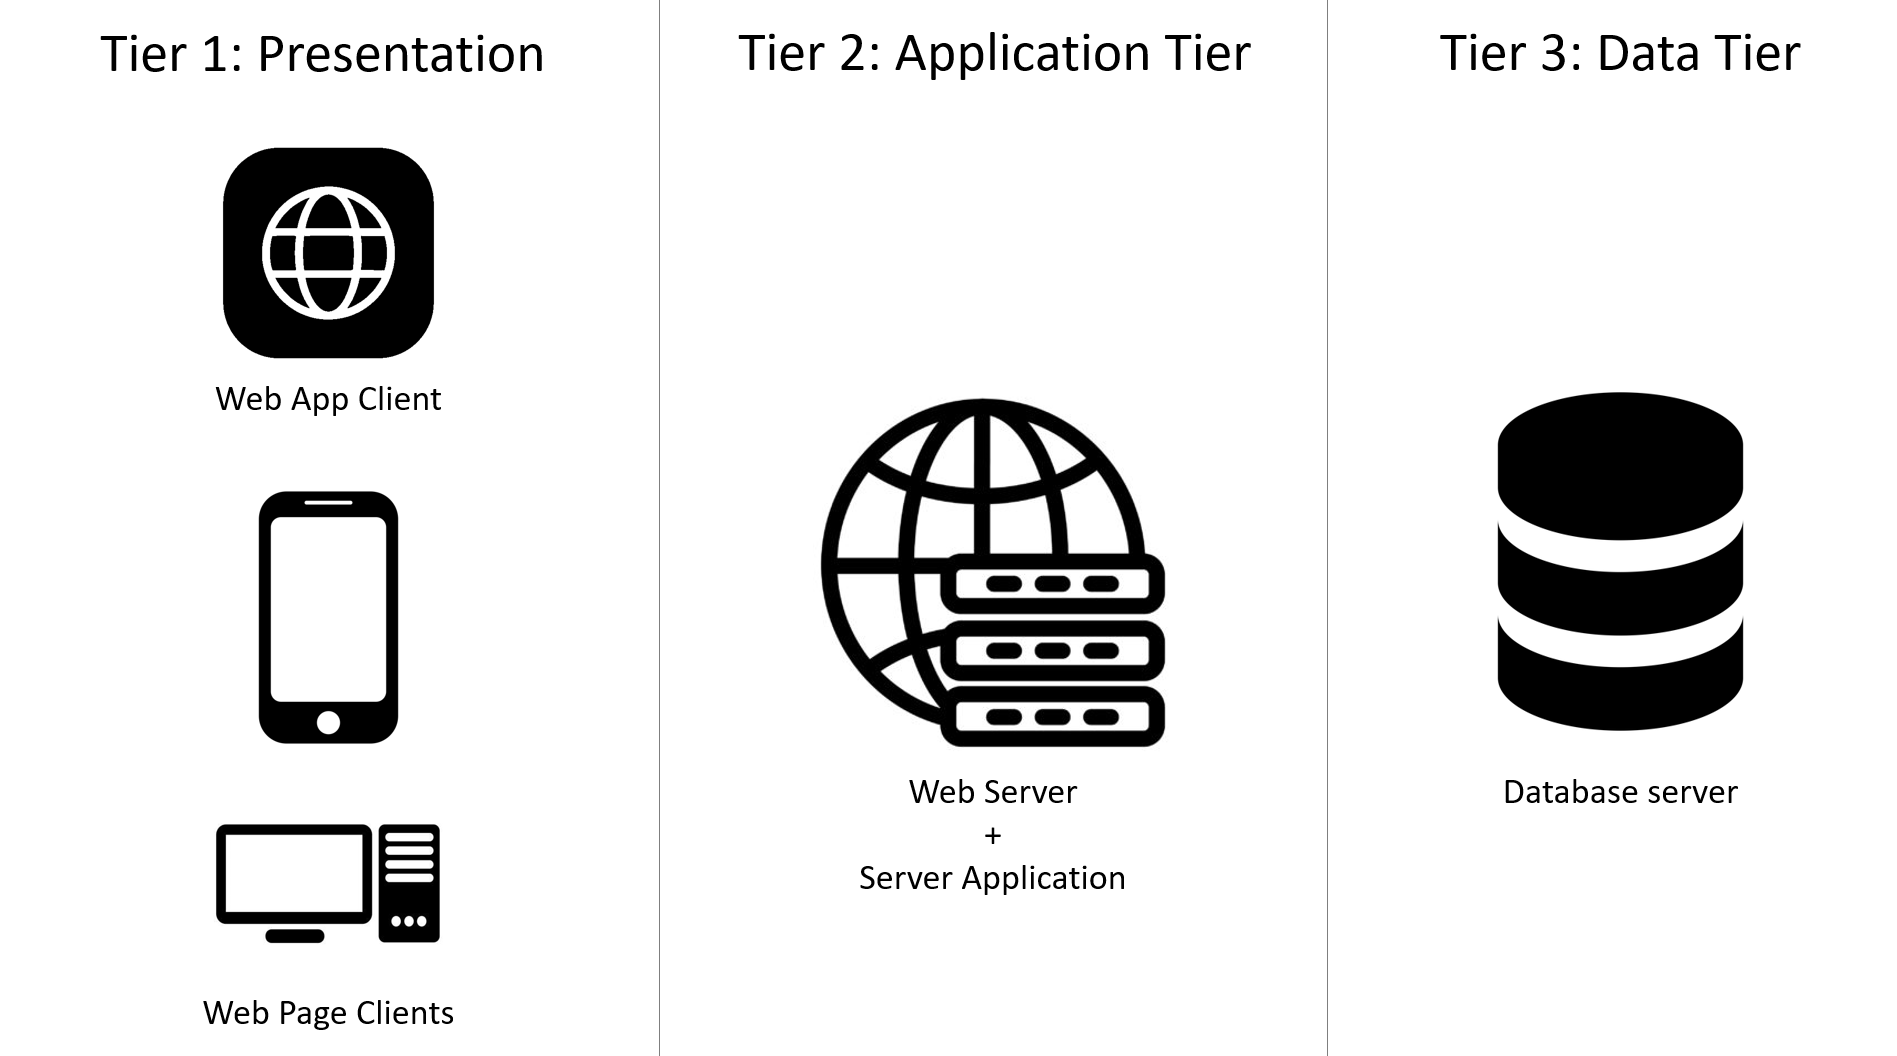 Tier 1: Presentation
Web App Client
Web Page Clients
Tier 2: Application Tier
Web Server
+
Server Application
Tier 3: Data Tier
Database server